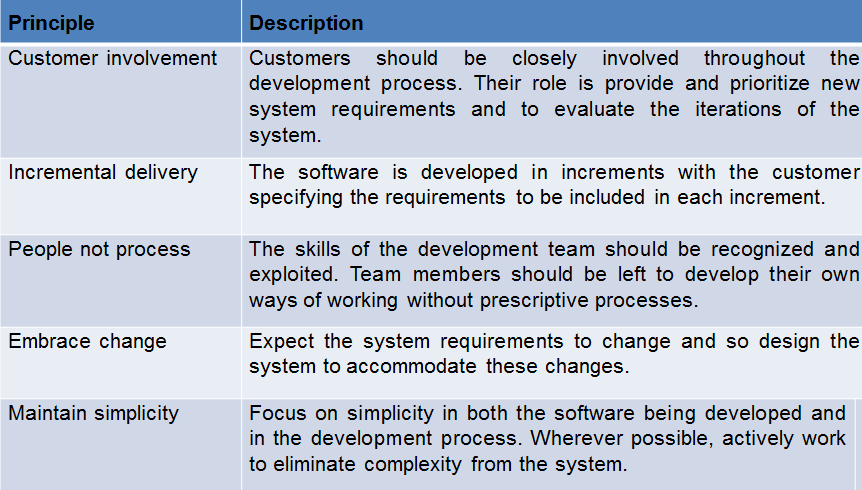 Principle Description
Customer involvement Customers should be closely involved throughout the
development process. Their role is provide and prioritize new
system requirements and to evaluate the iterations of the
system.
Incremental delivery The software is developed in increments with the customer
specifying the requirements to be included in each increment.
People not process The skills of the development team should be recognized and
exploited. Team members should be left to develop their own
ways of working without prescriptive processes.
Embrace change Expect the system requirements to change and so design the
system to accommodate these changes.
Maintain simplicity Focus on simplicity in both the software being developed and
in the development process. Wherever possible, actively work
to eliminate complexity from the system.